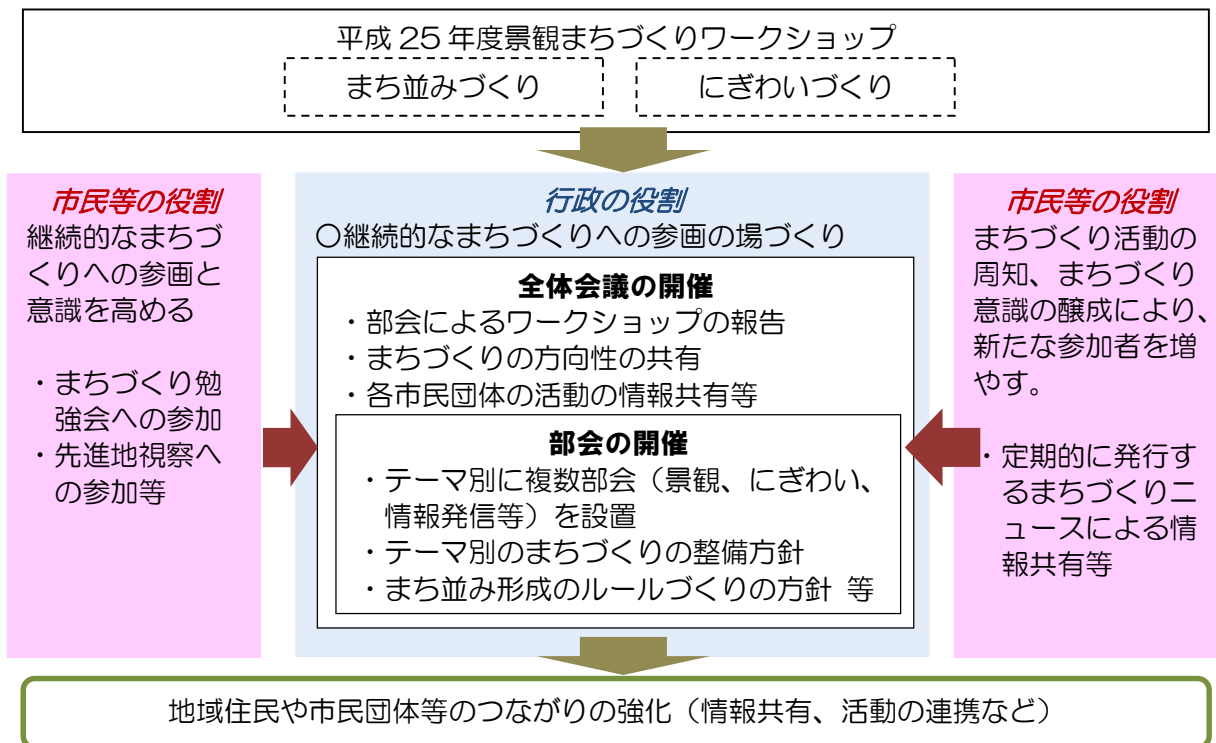 平成 25 年度景観まちづくりワークショップ
まち並みづくり
にぎわいづくり
市民等の役割
継続的なまちづ
くりへの参画と
意識を高める
・まちづくり勉
強会への参加
・先進地視察へ
の参加等
行政の役割
〇継続的なまちづくりへの参画の場づくり
全体会議の開催
・部会によるワークショップの報告
・まちづくりの方向性の共有
・各市民団体の活動の情報共有等
部会の開催
・テーマ別に複数部会（景観、にぎわい、
情報発信等）を設置
・テーマ別のまちづくりの整備方針
・まち並み形成のルールづくりの方針 等
市民等の役割
まちづくり活動の
周知、まちづくり
意識の醸成により、
新たな参加者を増
やす。
・定期的に発行す
るまちづくりニ
ュースによる情
報共有等
地域住民や市民団体等のつながりの強化（情報共有、活動の連携など）